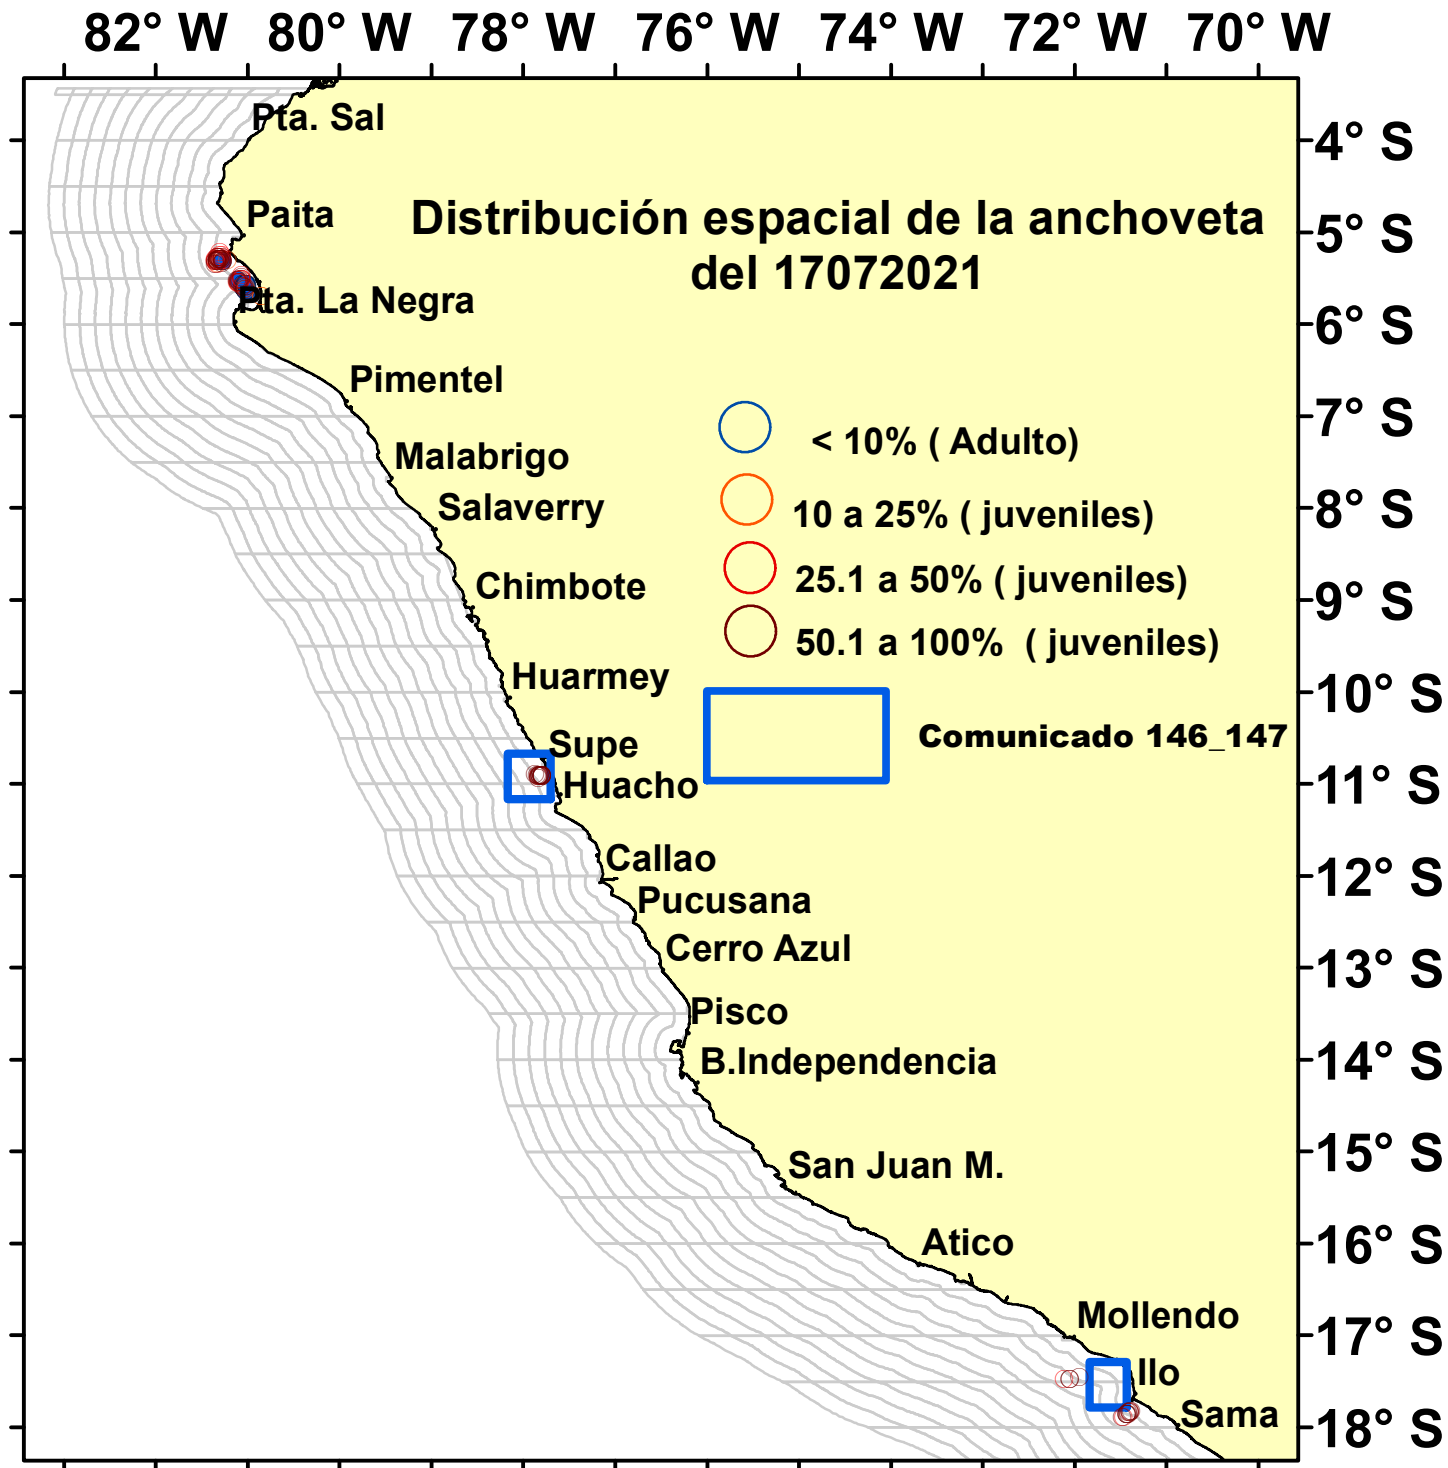 82° W 80° W 78° W 76° W 74° W 72° W 70° W
Pta. Sal
4° S
Paita
Distribución espacial de la anchoveta
5° S
del 17072021
Pta. La Negra
6° S
Pimentel
7° S
< 10% ( Adulto)
Malabrigo
Salaverry
10 a 25% ( juveniles)
8° S
Chimbote
25.1 a 50% ( juveniles)
9° S
50.1 a 100% ( juveniles)
Huarmey
10° S
Supe
Comunicado 146_147
Huacho
11° S
Callao
12° S
Pucusana
Cerro Azul
13° S
Pisco
B.Independencia
14° S
San Juan M.
15° S
Atico
16° S
Mollendo
17° S
Ilo
Sama
18° S